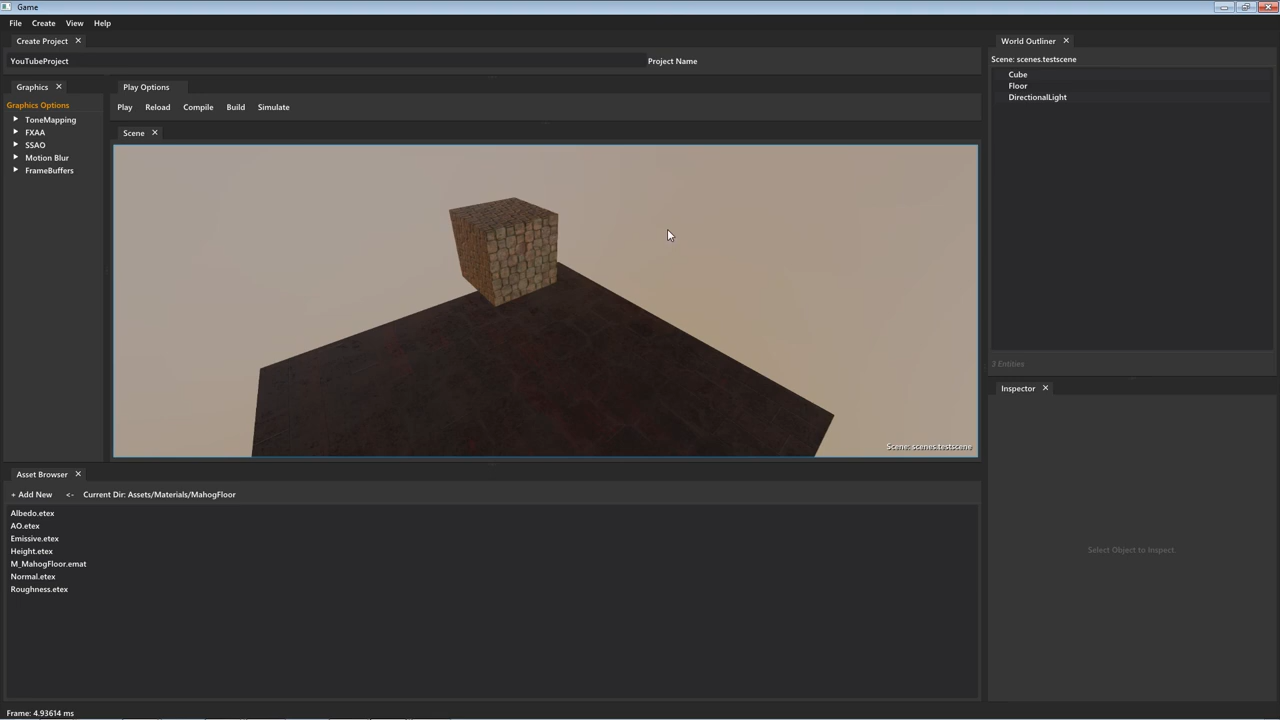 Game
File Create View Help
Create Project
YouTubeProject Project Name
Graphics
Graphics Options
ToneMapping
FXAA
SSAO
Motion Blur
FrameBuffers
Play Options
Play Reload Compile Build Simulate
Scene
Scene: scenes.testscene
Asset Browser
+ Add New <- Current Dir: Assets/Materials/MahogFloor
Albedo.etex
AO.etex
Emissive.etex
Height.etex
M_MahogFloor.emat
Normal.etex
Roughness.etex
World Outliner
Scene: scenes.testscene
Cube
Floor
DirectionalLight
3 Entities
Inspector
Select Object to Inspect.
Frame: 4.93614 ms